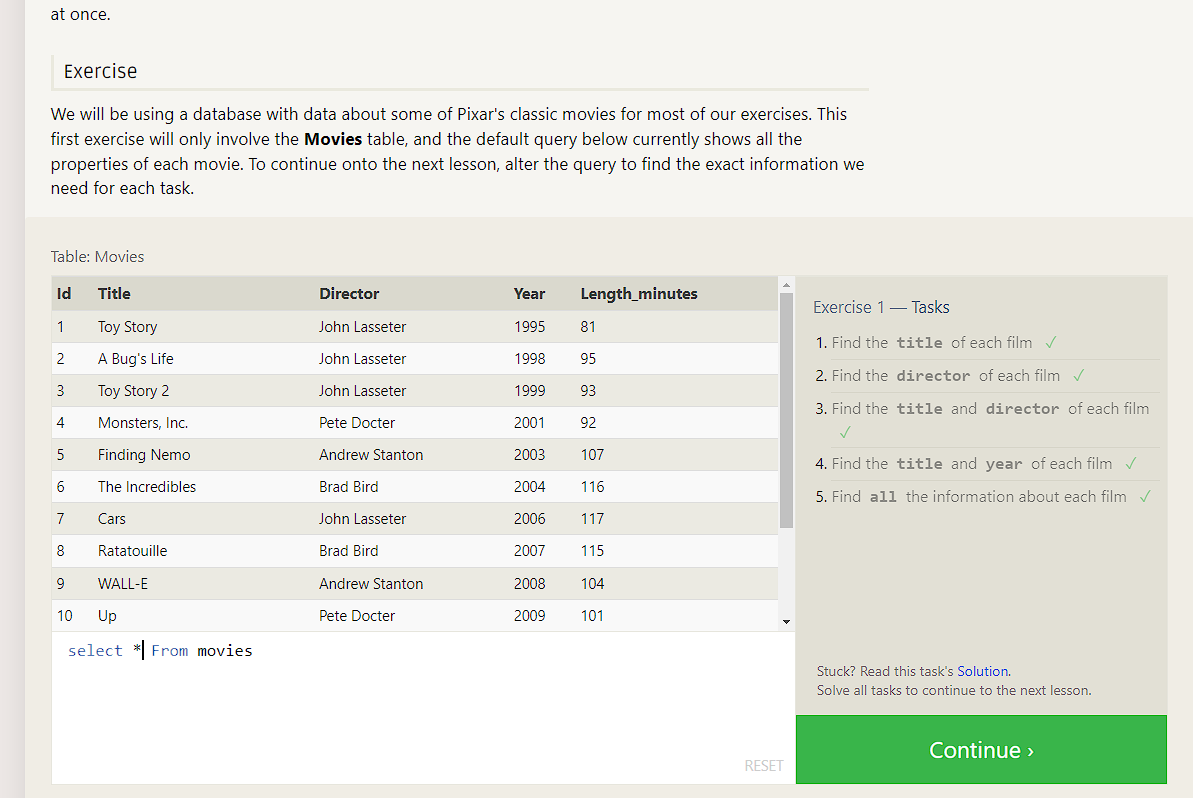 at once.
Exercise
We will be using a database with data about some of Pixar's classic movies for most of our exercises. This
first exercise will only involve the Movies table, and the default query below currently shows all the
properties of each movie. To continue onto the next lesson, alter the query to find the exact information we
need for each task.
Table: Movies
Id Title Director Year Length_minutes
1 Toy Story John Lasseter 1995 81
2 A Bug's Life John Lasseter 1998 95
3 Toy Story 2 John Lasseter 1999 93
4 Monsters, Inc. Pete Docter 2001 92
5 Finding Nemo Andrew Stanton 2003 107
6 The Incredibles Brad Bird 2004 116
7 Cars John Lasseter 2006 117
8 Ratatouille Brad Bird 2007 115
9 WALL-E Andrew Stanton 2008 104
10 Up Pete Docter 2009 101
select * From movies
RESET
Exercise 1 — Tasks
1. Find the title of each film ✓
2. Find the director of each film ✓
3. Find the title and director of each film
✓
4. Find the title and year of each film ✓
5. Find all the information about each film ✓
Stuck? Read this task's Solution.
Solve all tasks to continue to the next lesson.
Continue ›